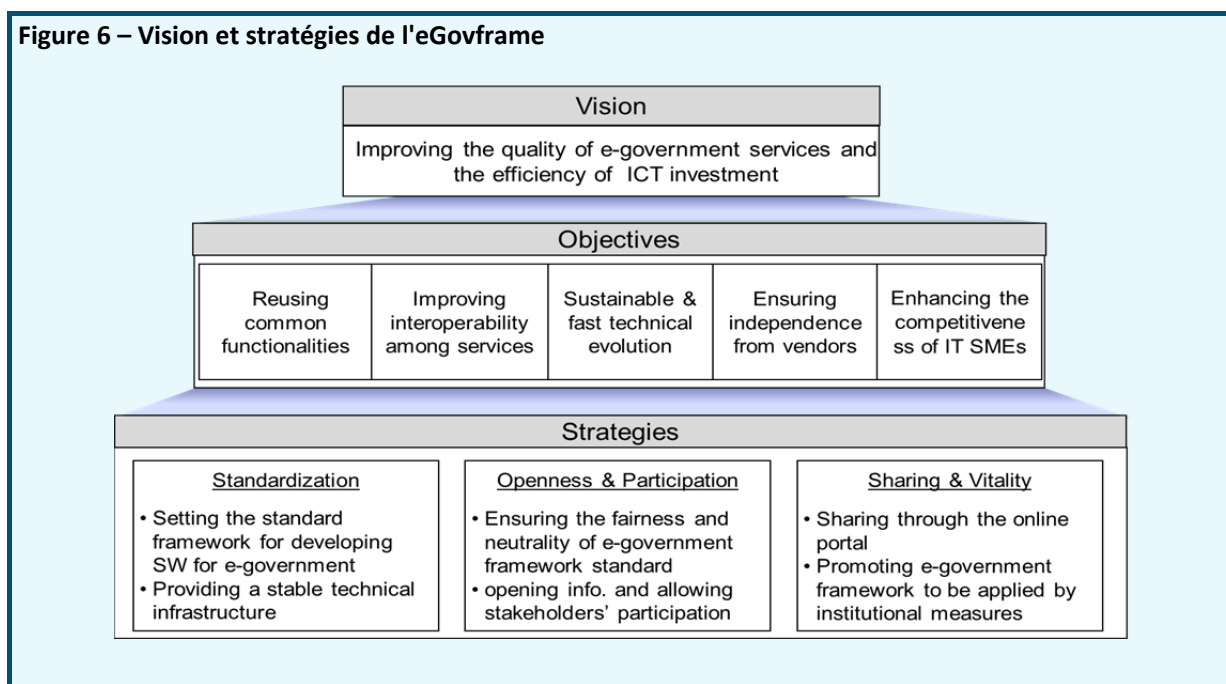 Figure 6 – Vision et stratégies de l'eGovframe
Vision
Improving the quality of e-government services and
the efficiency of ICT investment
Objectives
Reusing
common
functionalities
Improving
interoperability
among services
Sustainable &
fast technical
evolution
Ensuring
independence
from vendors
Enhancing the
competitivene
ss of IT SMEs
Strategies
Standardization
• Setting the standard
framework for developing
SW for e-government
• Providing a stable technical
infrastructure
Openness & Participation
• Ensuring the fairness and
neutrality of e-government
framework standard
• opening info. and allowing
stakeholders’ participation
Sharing & Vitality
• Sharing through the online
portal
• Promoting e-government
framework to be applied by
institutional measures